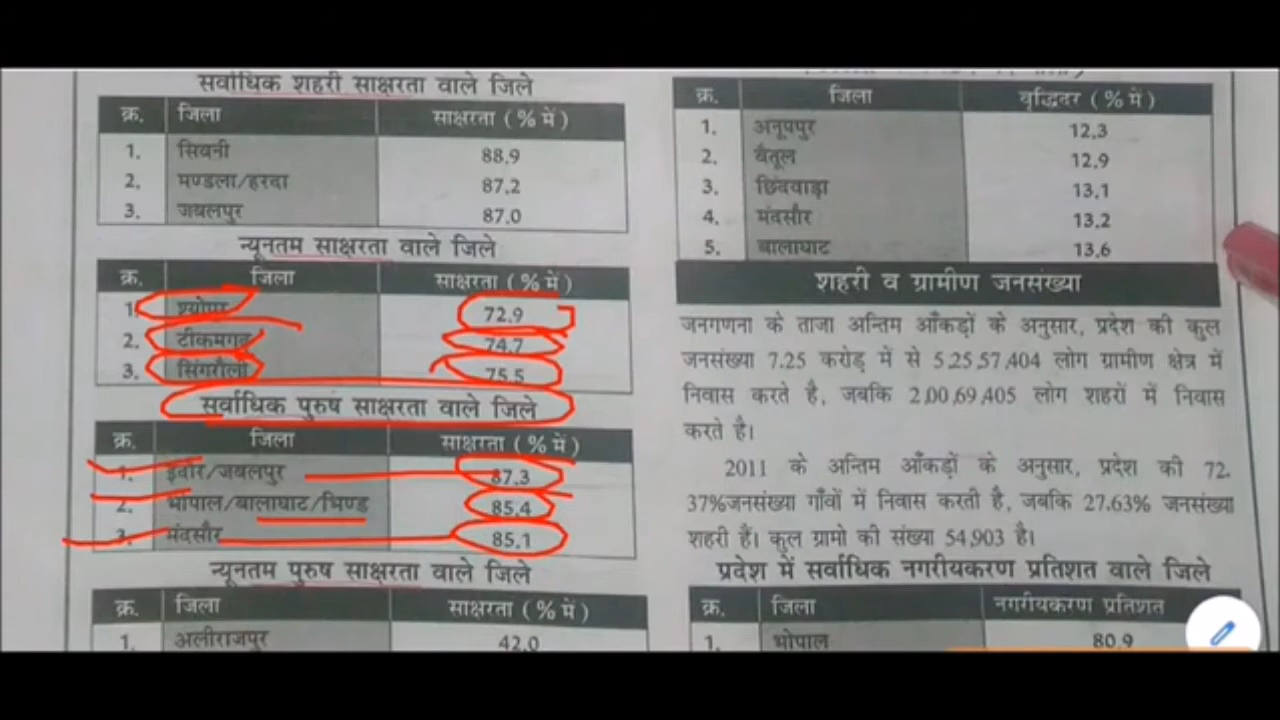 सर्वाधिक शहरी साक्षरता वाले जिले
क्र. जिला साक्षरता (% में)
1. सिवनी 88.9
2. मण्डला/हरदा 87.2
3. जबलपुर 87.0
न्यूनतम साक्षरता वाले जिले
क्र. जिला साक्षरता (% में)
1. श्योपुर 72.9
2. टीकमगढ़ 74.7
3. सिंगरौली 75.5
सर्वाधिक पुरुष साक्षरता वाले जिले
क्र. जिला साक्षरता (% में)
1. इंदौर/जबलपुर 87.3
2. भोपाल/बालाघाट/भिण्ड 85.4
3. मंदसौर 85.1
न्यूनतम पुरुष साक्षरता वाले जिले
क्र. जिला साक्षरता (% में)
1. अलीराजपुर 42.0
क्र. जिला वृद्धिदर (% में)
1. अनूपपुर 12.3
2. बैतूल 12.9
3. छिंदवाड़ा 13.1
4. मंदसौर 13.2
5. बालाघाट 13.6
शहरी व ग्रामीण जनसंख्या
जनगणना के ताजा अन्तिम आँकड़ों के अनुसार, प्रदेश की कुल
जनसंख्या 7.25 करोड़ में से 5,25,57,404 लोग ग्रामीण क्षेत्र में
निवास करते है, जबकि 2,00,69,405 लोग शहरों में निवास
करते है।
2011 के अन्तिम आँकड़ों के अनुसार, प्रदेश की 72.
37%जनसंख्या गाँवों में निवास करती है, जबकि 27.63% जनसंख्या
शहरी हैं। कुल ग्रामो की संख्या 54,903 है।
प्रदेश में सर्वाधिक नगरीयकरण प्रतिशत वाले जिले
क्र. जिला नगरीयकरण प्रतिशत
1. भोपाल 80.9